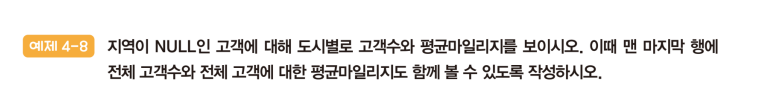 예제 4-8 지역이 NULL인 고객에 대해 도시별로 고객수와 평균마일리지를 보이시오. 이때 맨 마지막 행에
전체 고객수와 전체 고객에 대한 평균마일리지도 함께 볼 수 있도록 작성하시오.